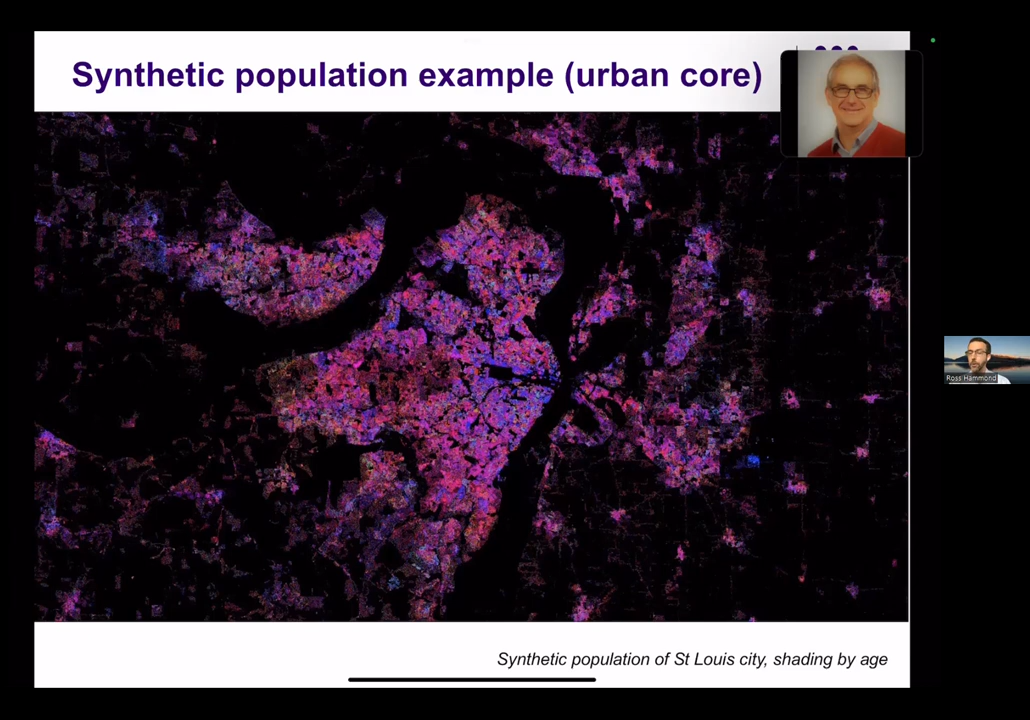 Synthetic population example (urban core)
Ross Hammond
Synthetic population of St Louis city, shading by age